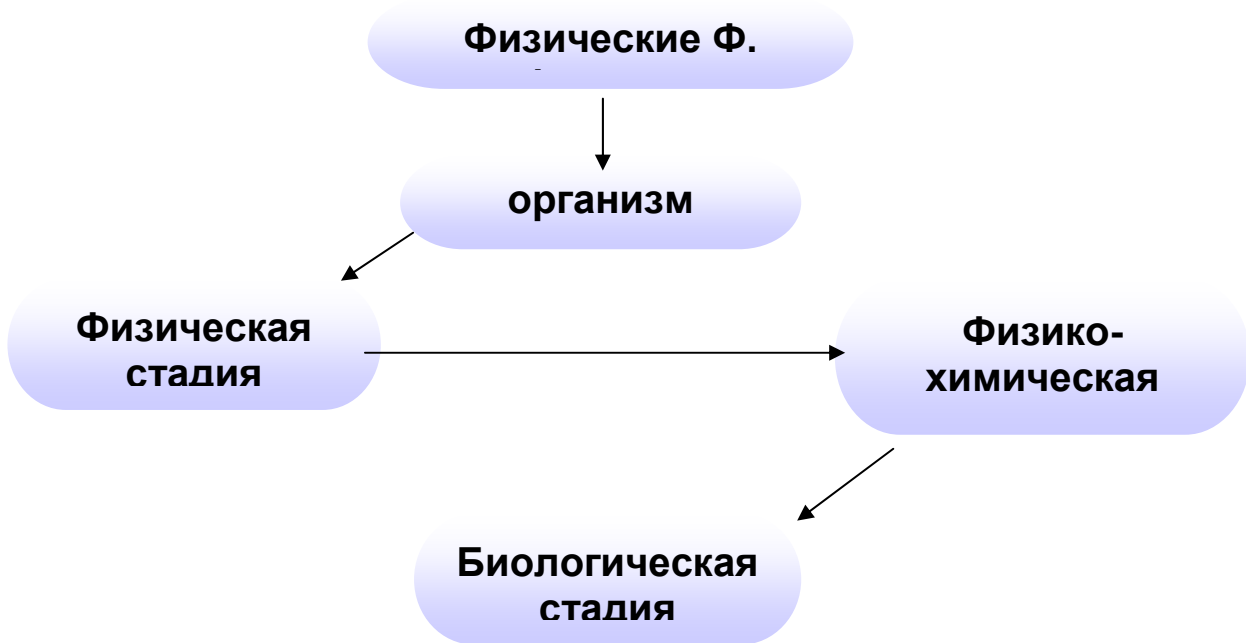 Физические Ф.
организм
Физическая
стадия
Физико-
химическая
Биологическая
стадия